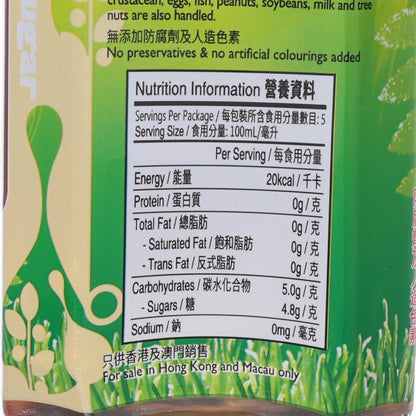 crustacean, eggs, fish, peanuts, soybeans, milk and tree
nuts are also handled.
無添加防腐劑及人造色素
No preservatives & no artificial colourings added
Nutrition Information 營養資料
Servings Per Package / 每包裝所含食用分量數目: 5
Serving Size / 食用分量: 100mL/毫升
Per Serving / 每食用分量
Energy / 能量 20kcal / 千卡
Protein / 蛋白質 0g / 克
Total Fat / 總脂肪 0g / 克
- Saturated Fat / 飽和脂肪 0g / 克
- Trans Fat / 反式脂肪 0g / 克
Carbohydrates / 碳水化合物 5.0g / 克
- Sugars / 糖 4.8g / 克
Sodium / 鈉 0mg / 毫克
只供香港及澳門銷售
For sale in Hong Kong and Macau only
ugar